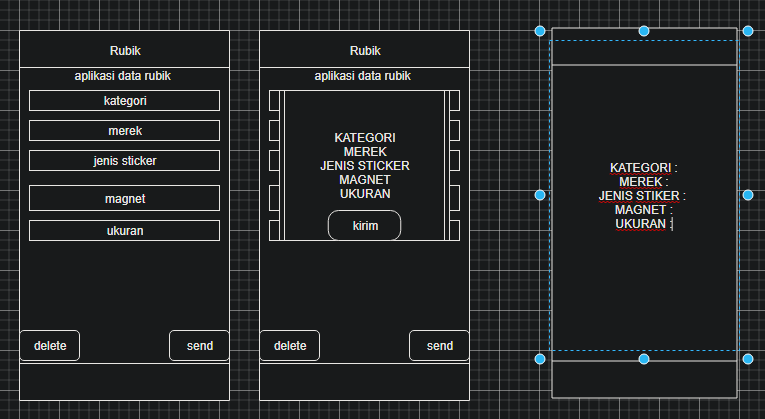 Rubik
aplikasi data rubik
kategori
merek
jenis sticker
magnet
ukuran
delete
send
Rubik
aplikasi data rubik
KATEGORI
MEREK
JENIS STICKER
MAGNET
UKURAN
kirim
delete
send
KATEGORI :
MEREK :
JENIS STIKER :
MAGNET :
UKURAN :